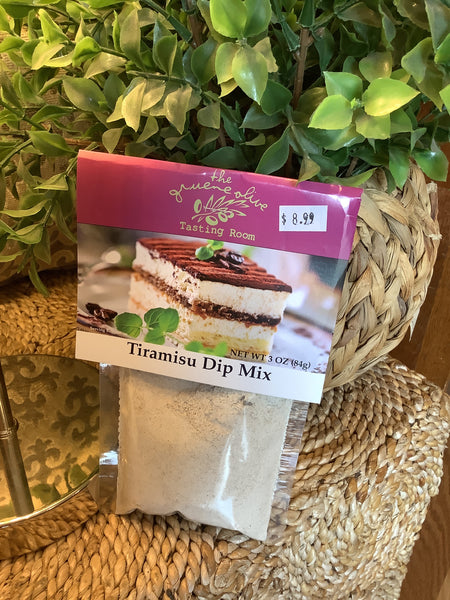 the
gruene olive
Tasting Room
$ 8.99
NET WT 3 OZ (84g)
Tiramisu Dip Mix